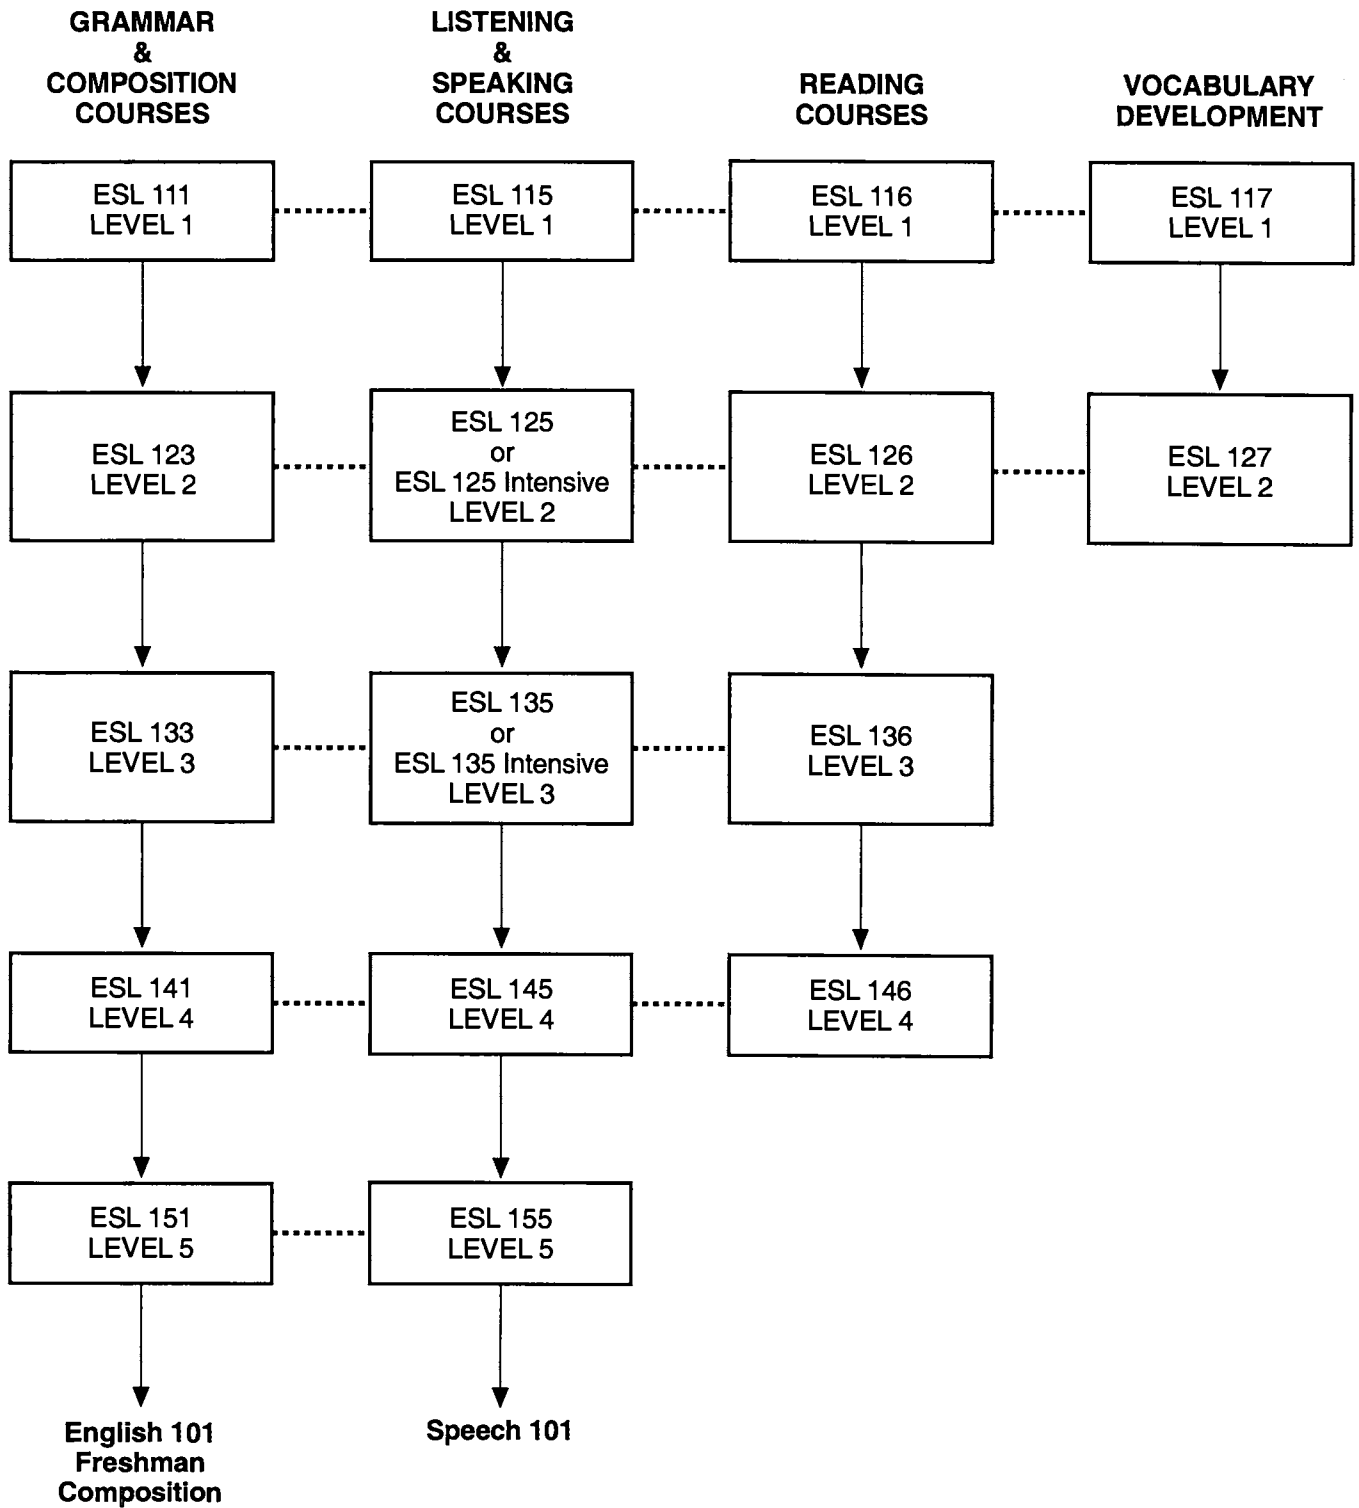 GRAMMAR
&
COMPOSITION
COURSES
LISTENING
&
SPEAKING
COURSES
READING
COURSES
VOCABULARY
DEVELOPMENT
ESL 111
LEVEL 1
ESL 115
LEVEL 1
ESL 116
LEVEL 1
ESL 117
LEVEL 1
ESL 123
LEVEL 2
ESL 125
or
ESL 125 Intensive
LEVEL 2
ESL 126
LEVEL 2
ESL 127
LEVEL 2
ESL 133
LEVEL 3
ESL 135
or
ESL 135 Intensive
LEVEL 3
ESL 136
LEVEL 3
ESL 141
LEVEL 4
ESL 145
LEVEL 4
ESL 146
LEVEL 4
ESL 151
LEVEL 5
ESL 155
LEVEL 5
English 101
Freshman
Composition
Speech 101